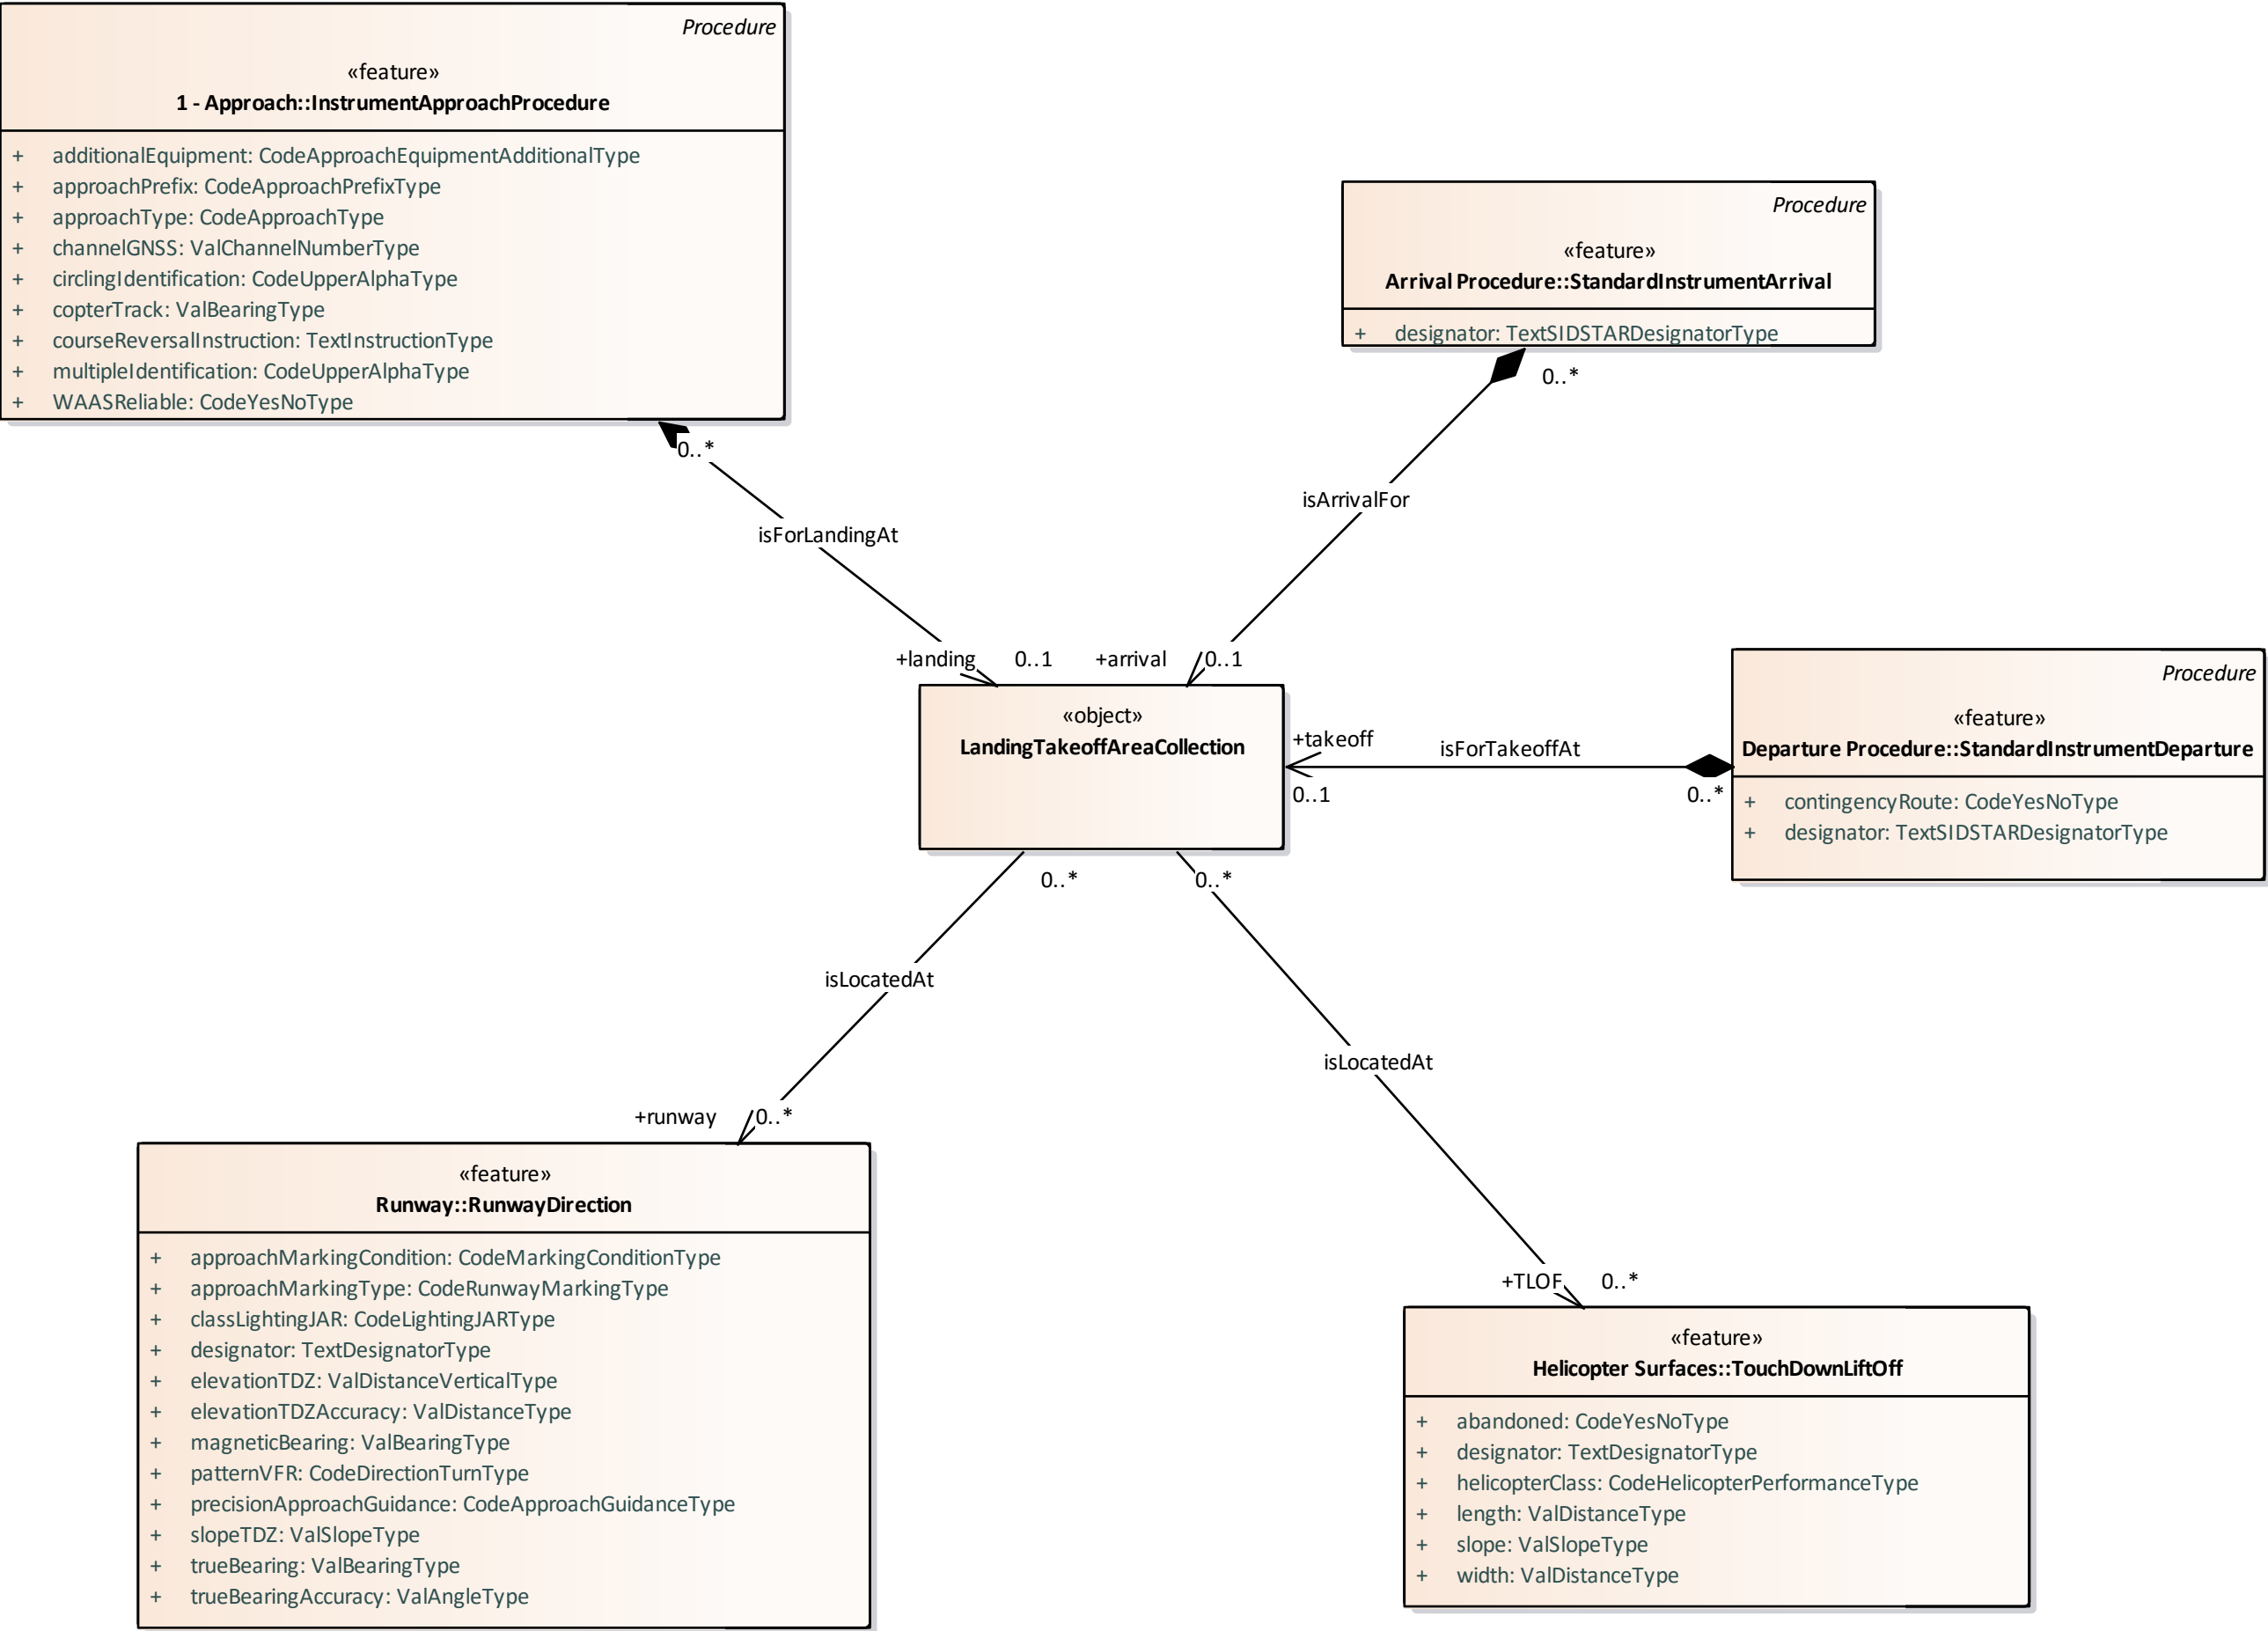 Procedure
«feature»
1 - Approach::InstrumentApproachProcedure
+ additionalEquipment: CodeApproachEquipmentAdditionalType
+ approachPrefix: CodeApproachPrefixType
+ approachType: CodeApproachType
+ channelGNSS: ValChannelNumberType
+ circlingIdentification: CodeUpperAlphaType
+ copterTrack: ValBearingType
+ courseReversalInstruction: TextInstructionType
+ multipleIdentification: CodeUpperAlphaType
+ WAASReliable: CodeYesNoType
Procedure
«feature»
Arrival Procedure::StandardInstrumentArrival
+ designator: TextSIDSTARDesignatorType
0..*
0..*
isArrivalFor
isForLandingAt
+landing
0..1
+arrival
0..1
«object»
LandingTakeoffAreaCollection
+takeoff
isForTakeoffAt
0..1
0..*
Procedure
«feature»
Departure Procedure::StandardInstrumentDeparture
+ contingencyRoute: CodeYesNoType
+ designator: TextSIDSTARDesignatorType
0..*
0..*
isLocatedAt
isLocatedAt
+runway
0..*
«feature»
Runway::RunwayDirection
+ approachMarkingCondition: CodeMarkingConditionType
+ approachMarkingType: CodeRunwayMarkingType
+ classLightingJAR: CodeLightingJARType
+ designator: TextDesignatorType
+ elevationTDZ: ValDistanceVerticalType
+ elevationTDZAccuracy: ValDistanceType
+ magneticBearing: ValBearingType
+ patternVFR: CodeDirectionTurnType
+ precisionApproachGuidance: CodeApproachGuidanceType
+ slopeTDZ: ValSlopeType
+ trueBearing: ValBearingType
+ trueBearingAccuracy: ValAngleType
+TLOF
0..*
«feature»
Helicopter Surfaces::TouchDownLiftOff
+ abandoned: CodeYesNoType
+ designator: TextDesignatorType
+ helicopterClass: CodeHelicopterPerformanceType
+ length: ValDistanceType
+ slope: ValSlopeType
+ width: ValDistanceType